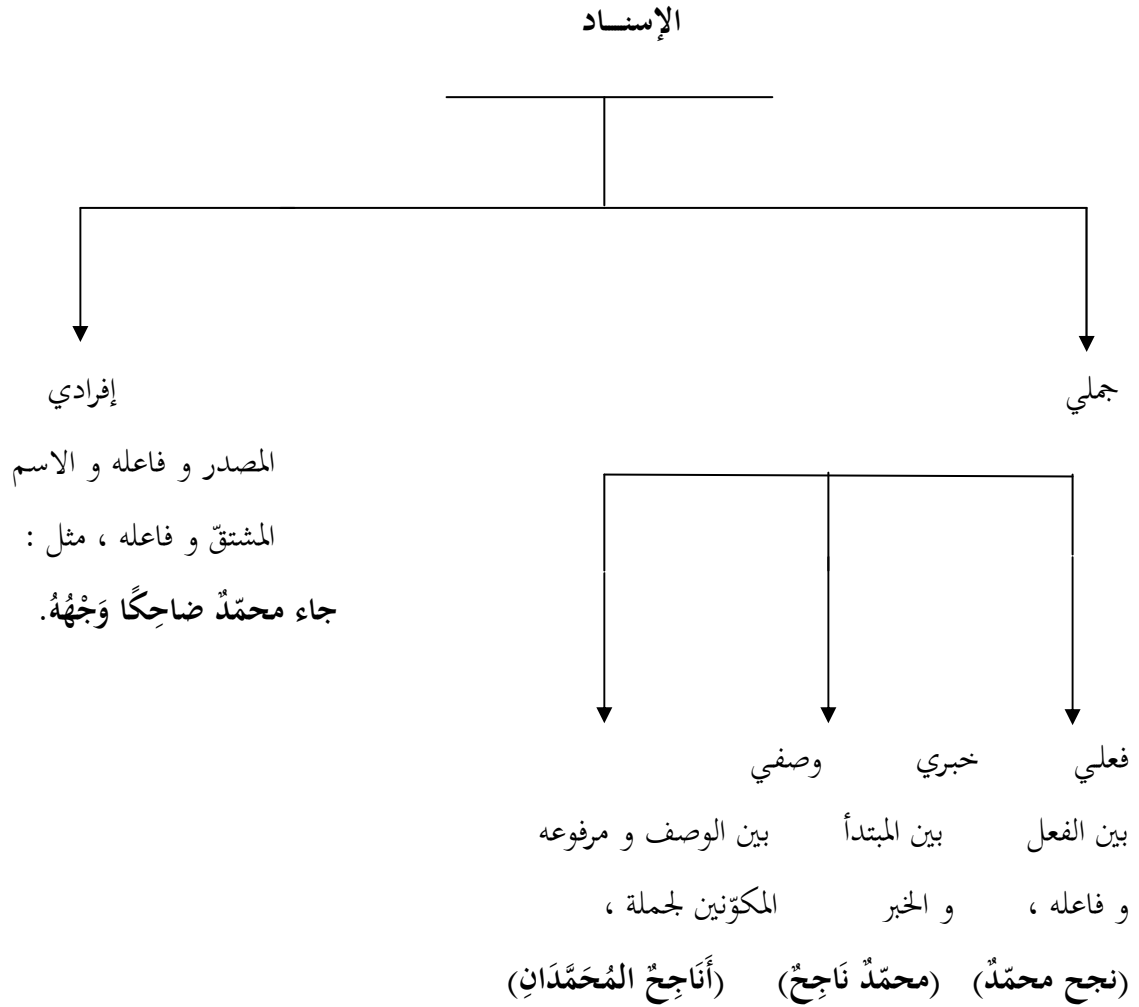 الإسنـــاد
جملي إفرادي
المصدر و فاعله و الاسم
المشتقّ و فاعله ، مثل :
جاء محمّدٌ ضاحِكًا وَجْهُهُ.
فعلي خبري وصفي
بين الفعل بين المبتدأ بين الوصف و مرفوعه
و فاعله ، و الخبر المكوّنين لجملة ،
(نجح محمّدٌ) (محمّدٌ نَاجِحٌ) (أَنَاجِحٌ المُحَمَّدَانِ)